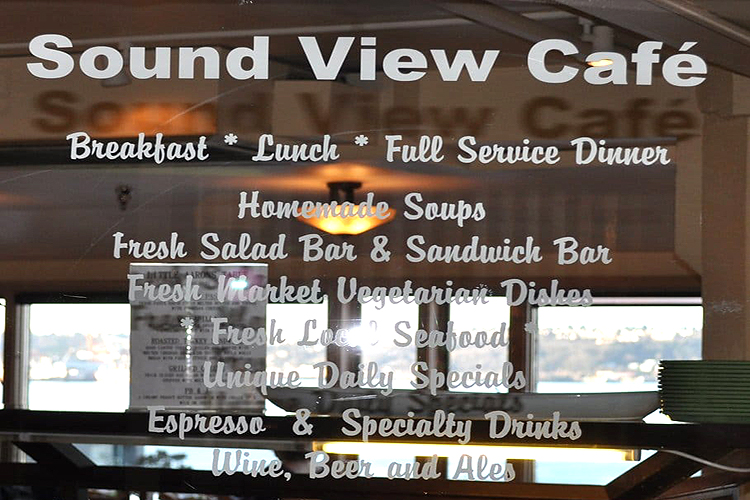 Sound View Café
Breakfast * Lunch * Full Service Dinner
Homemade Soups
Fresh Salad Bar & Sandwich Bar
Fresh Market Vegetarian Dishes
* Fresh Local Seafood *
Unique Daily Specials
Espresso & Specialty Drinks
Wine, Beer and Ales